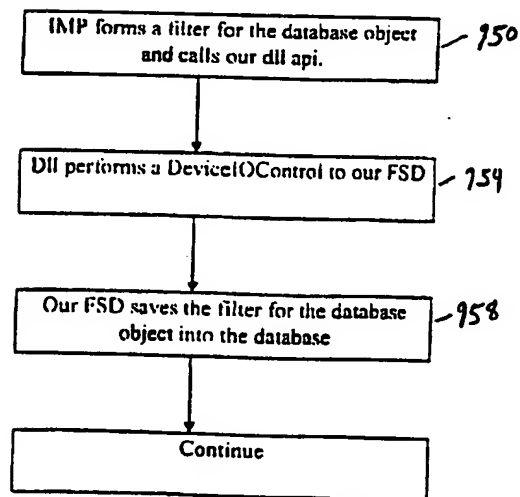 IMP forms a filter for the database object
and calls our dll api.
950
Dll performs a DeviceIOControl to our FSD
954
Our FSD saves the filter for the database
object into the database
958
Continue